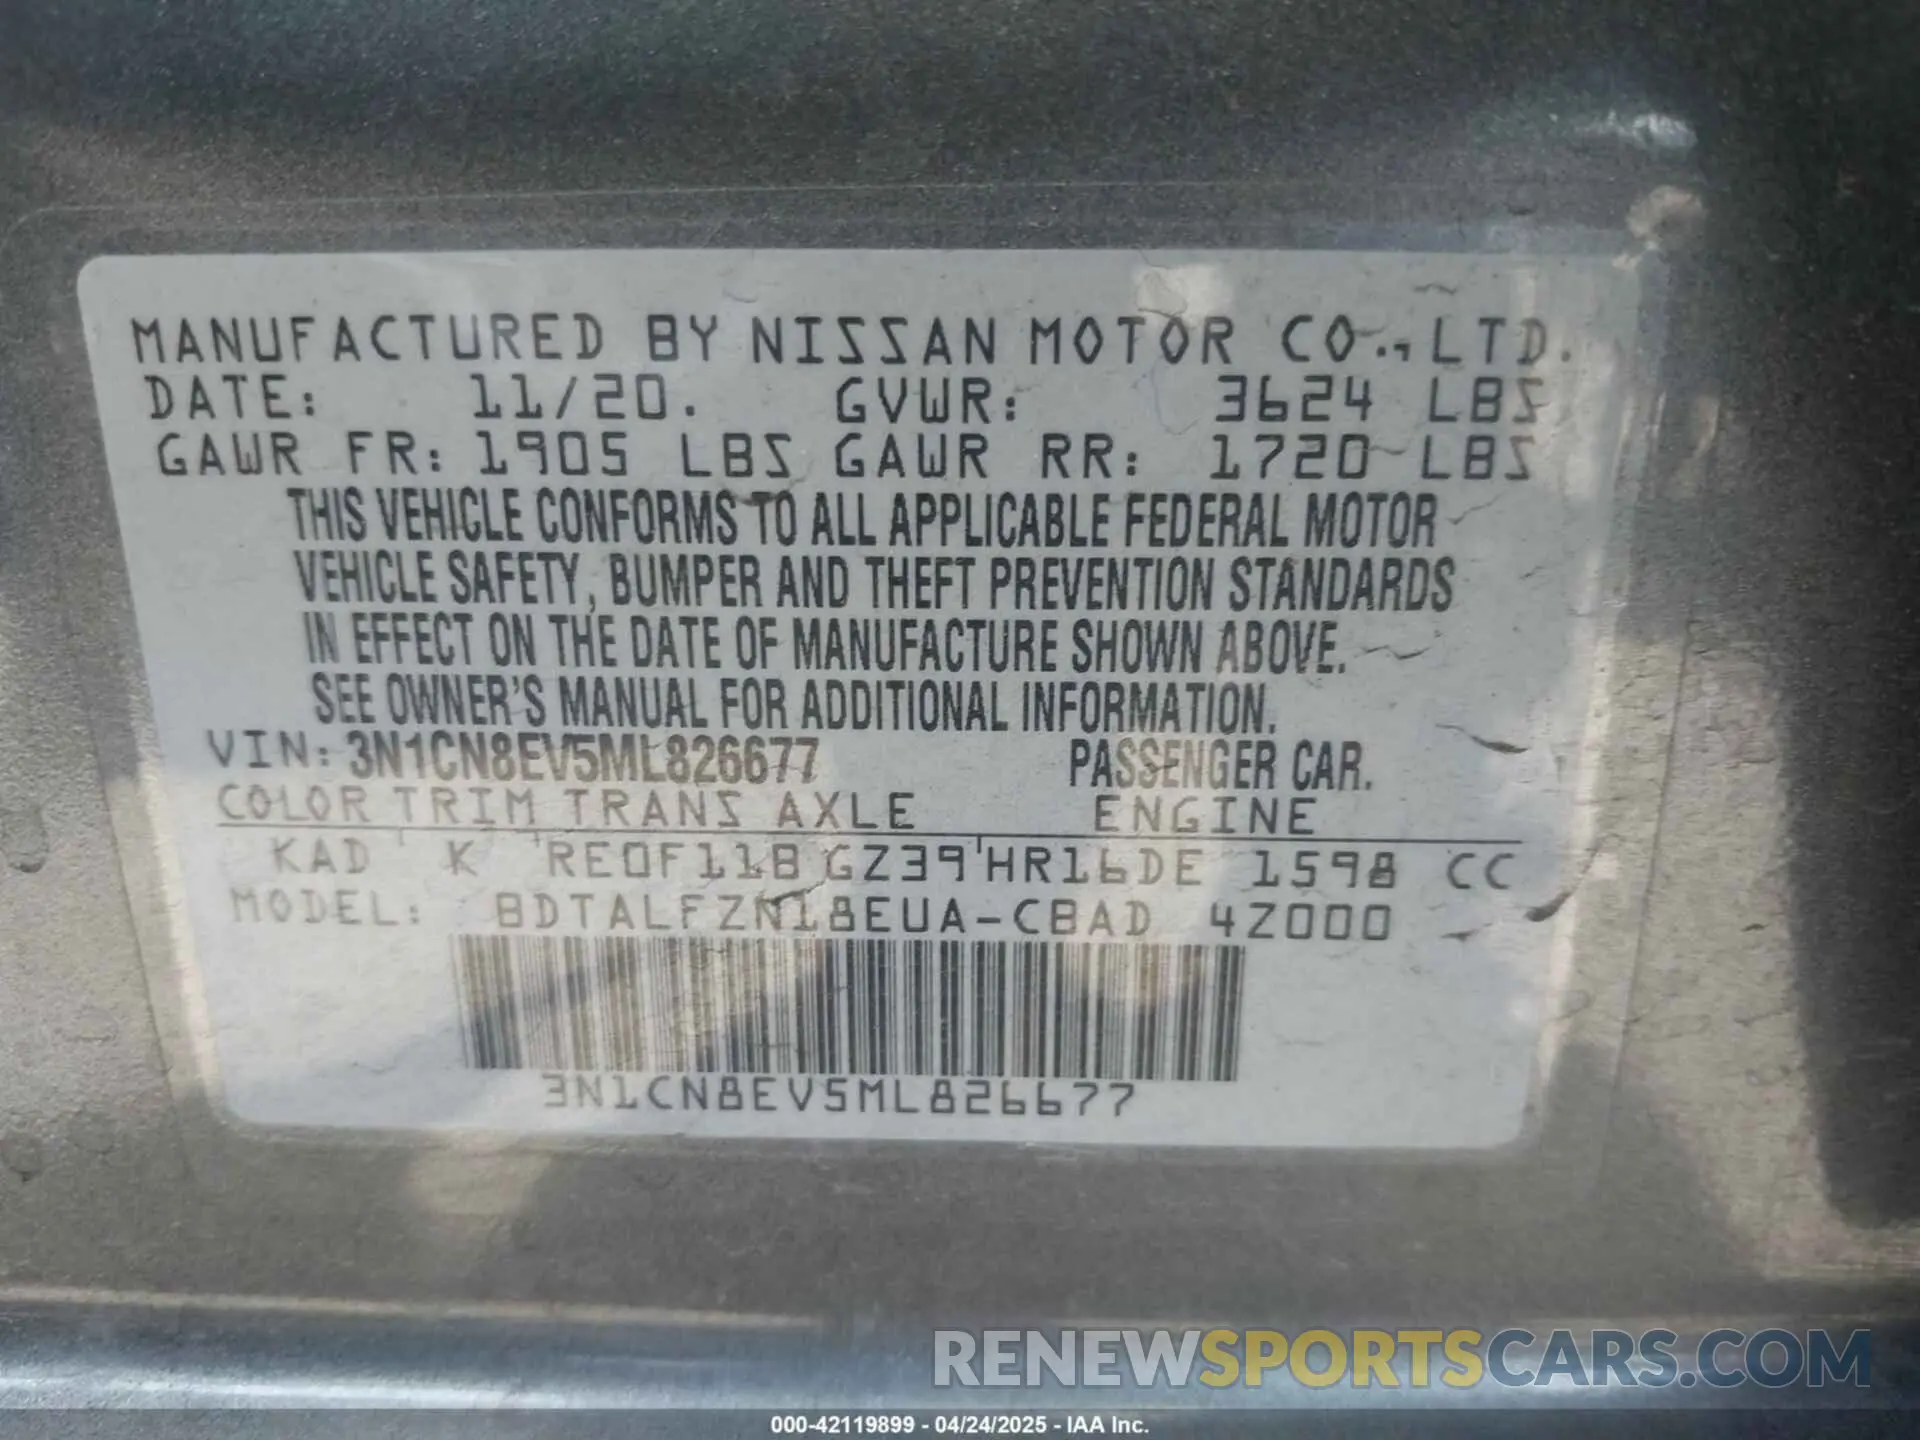 MANUFACTURED BY NISSAN MOTOR CO., LTD.
DATE: 11/20. GVWR: 3624 LBS
GAWR FR: 1905 LBS GAWR RR: 1720 LBS
THIS VEHICLE CONFORMS TO ALL APPLICABLE FEDERAL MOTOR
VEHICLE SAFETY, BUMPER AND THEFT PREVENTION STANDARDS
IN EFFECT ON THE DATE OF MANUFACTURE SHOWN ABOVE.
SEE OWNER'S MANUAL FOR ADDITIONAL INFORMATION.
VIN: 3N1CN8EV5ML826677 PASSENGER CAR.
COLOR TRIM TRANS AXLE ENGINE
KAD K RE0F11B GZ39 HR16DE 1598 CC
MODEL: BDTALFZN18EUA-CBAD 4Z000
3N1CN8EV5ML826677
RENEWSPORTSCARS.COM
000-42119899 - 04/24/2025 - IAA Inc.